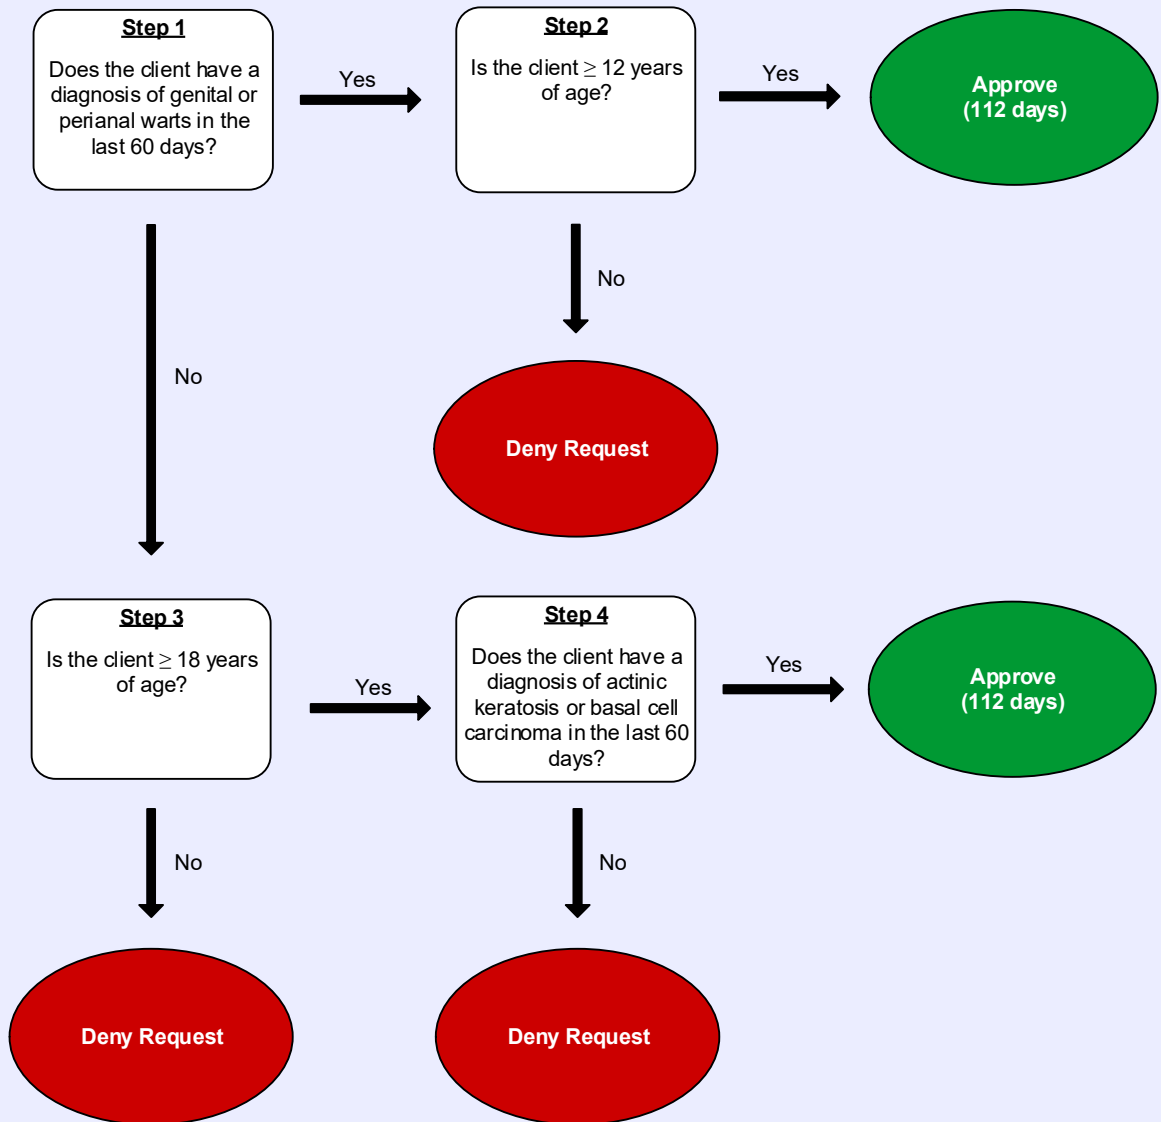 Step 1
Does the client have a
diagnosis of genital or
perianal warts in the
last 60 days?
Yes
Step 2
Is the client ≥ 12 years
of age?
Yes
Approve
(112 days)
No
No
Deny Request
Step 3
Is the client ≥ 18 years
of age?
Yes
Step 4
Does the client have a
diagnosis of actinic
keratosis or basal cell
carcinoma in the last 60
days?
Yes
Approve
(112 days)
No
No
Deny Request
Deny Request